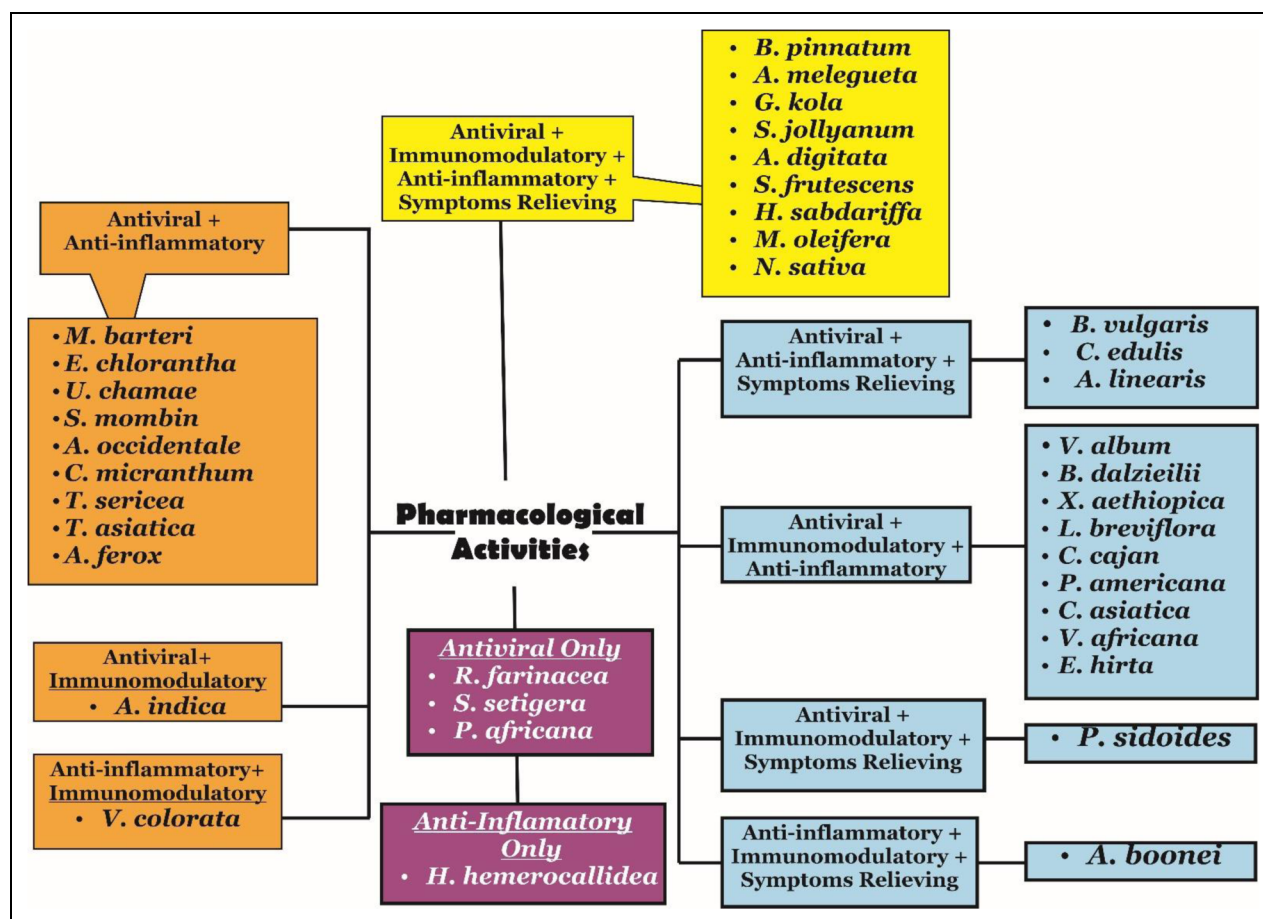 Antiviral +
Immunomodulatory +
Anti-inflammatory +
Symptoms Relieving
• B. pinnatum
• A. melegueta
• G. kola
• S. jollyanum
• A. digitata
• S. frutescens
• H. sabdariffa
• M. oleifera
• N. sativa
Antiviral +
Anti-inflammatory
• M. barteri
• E. chlorantha
• U. chamae
• S. mombin
• A. occidentale
• C. micranthum
• T. sericea
• T. asiatica
• A. ferox
Antiviral+
Immunomodulatory
• A. indica
Anti-inflammatory+
Immunomodulatory
• V. colorata
Pharmacological
Activities
Antiviral Only
• R. farinacea
• S. setigera
• P. africana
Anti-Inflamatory
Only
• H. hemerocallidea
Antiviral +
Anti-inflammatory +
Symptoms Relieving
• B. vulgaris
• C. edulis
• A. linearis
Antiviral +
Immunomodulatory +
Anti-inflammatory
• V. album
• B. dalzieilii
• X. aethiopica
• L. breviflora
• C. cajan
• P. americana
• C. asiatica
• V. africana
• E. hirta
Antiviral +
Immunomodulatory +
Symptoms Relieving
• P. sidoides
Anti-inflammatory +
Immunomodulatory +
Symptoms Relieving
• A. boonei